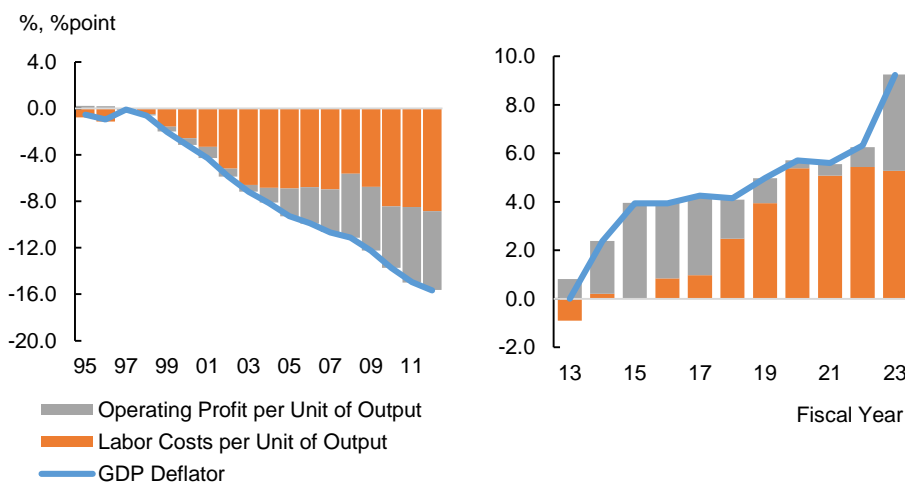 %, %point
4.0
0.0
-4.0
-8.0
-12.0
-16.0
-20.0
95 97 99 01 03 05 07 09 11
10.0
8.0
6.0
4.0
2.0
0.0
-2.0
13 15 17 19 21 23
Fiscal Year
Operating Profit per Unit of Output
Labor Costs per Unit of Output
GDP Deflator